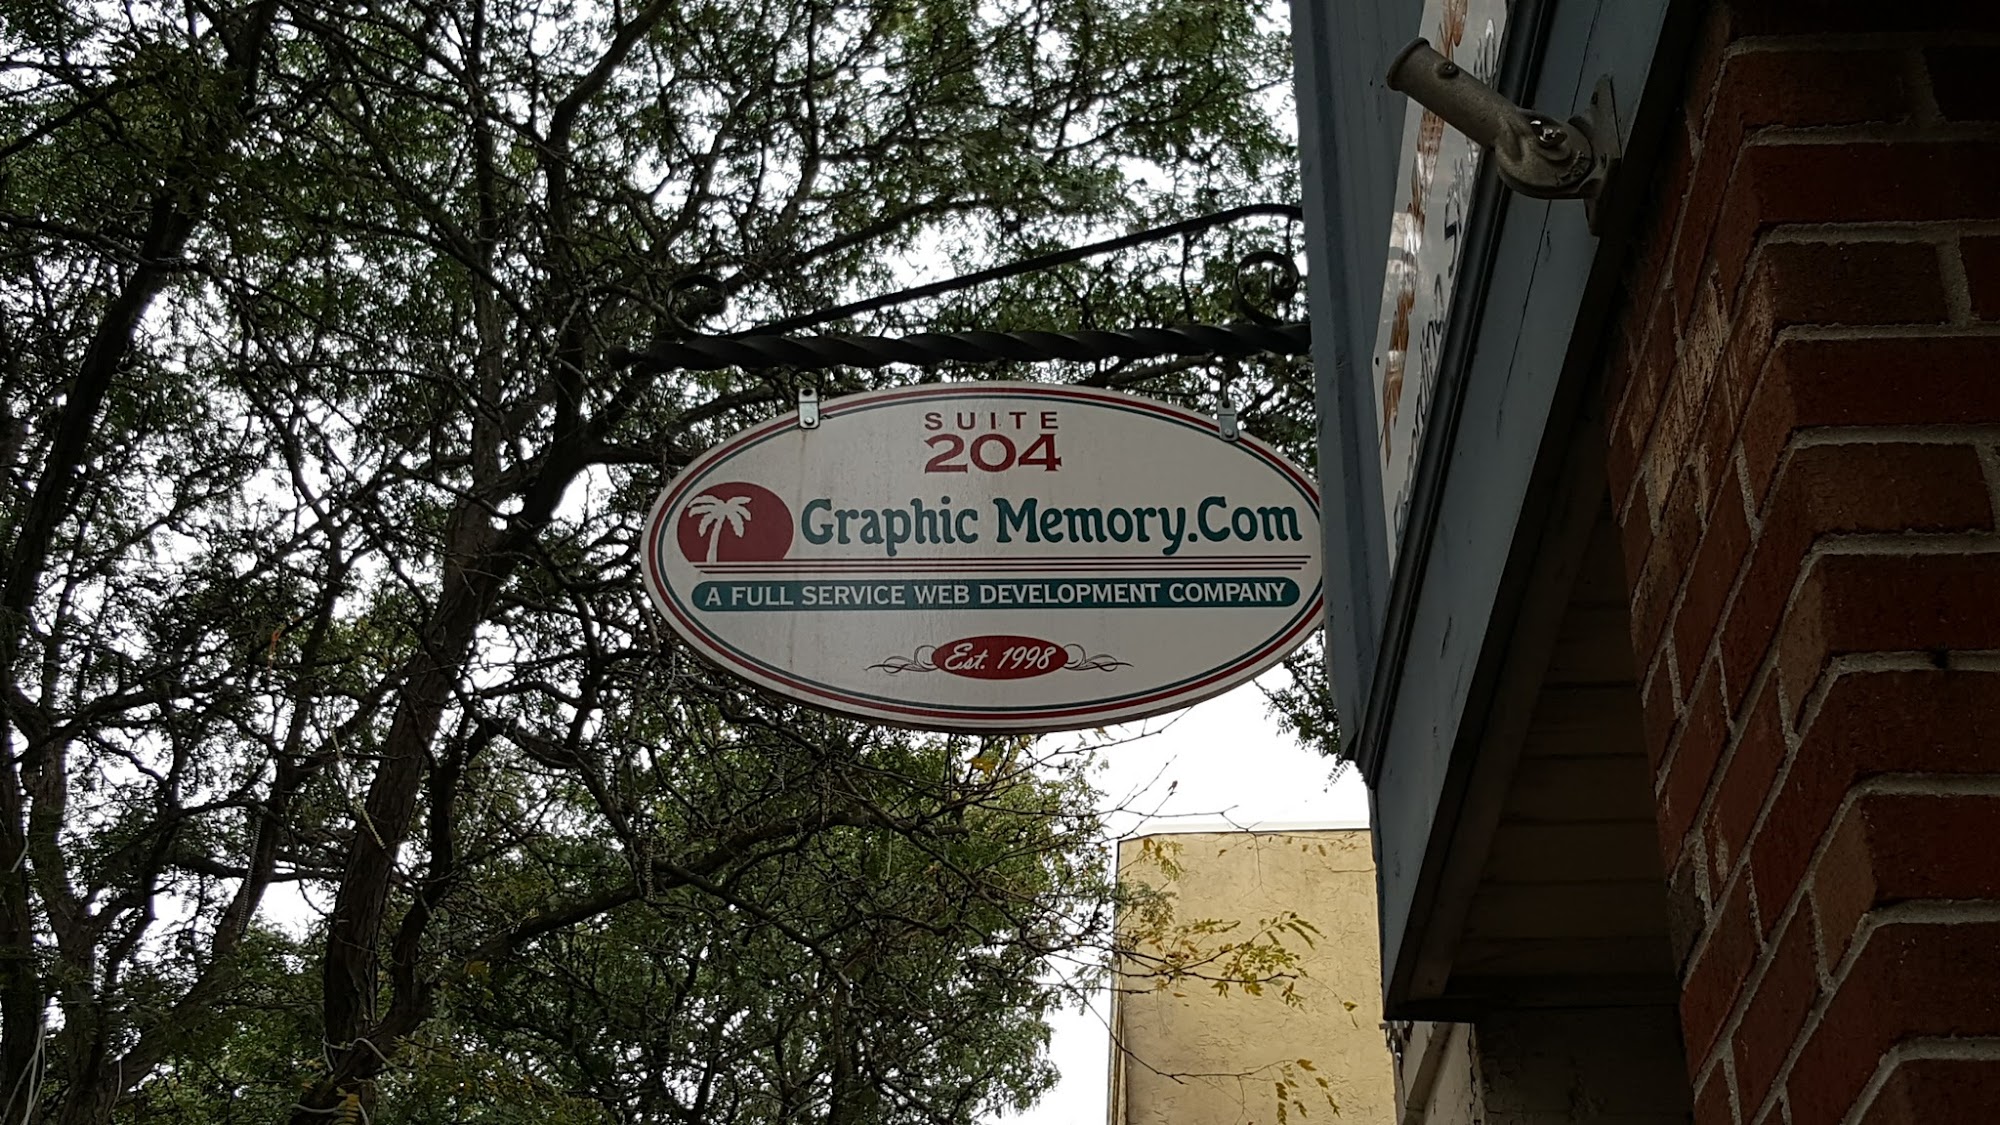 SUITE
204
Graphic Memory.Com
A FULL SERVICE WEB DEVELOPMENT COMPANY
Est. 1998